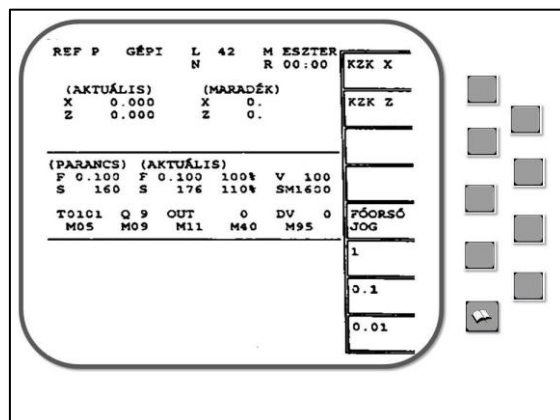 REF P GÉPI L 42 M ESZTER
N R 00:00
KZK X
(AKTUÁLIS) (MARADÉK)
X 0.000 X 0.
Z 0.000 Z 0.
KZK Z
(PARANCS) (AKTUÁLIS)
F 0.100 F 0.100 100% V 100
S 160 S 176 110% SM1600
T0101 Q 9 OUT 0 DV 0
M05 M09 M11 M40 M95
FŐORSÓ
JOG
1
0.1
0.01